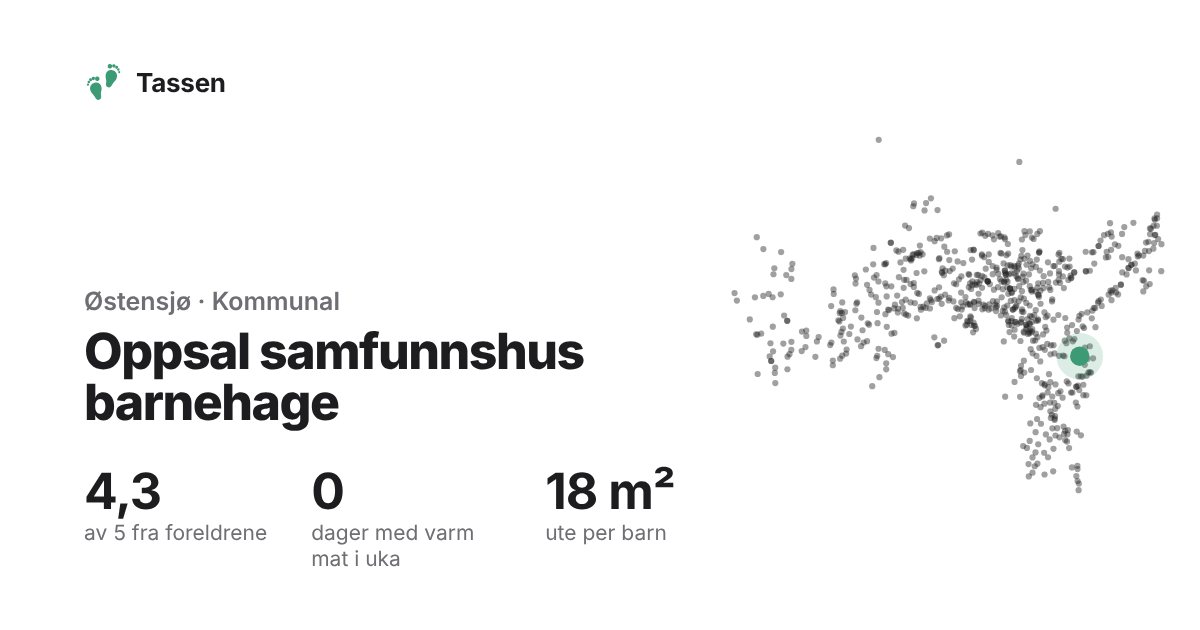 Tassen
Østensjø · Kommunal
Oppsal samfunnshus
barnehage
4,3
av 5 fra foreldrene
0
dager med varm
mat i uka
18 m²
ute per barn